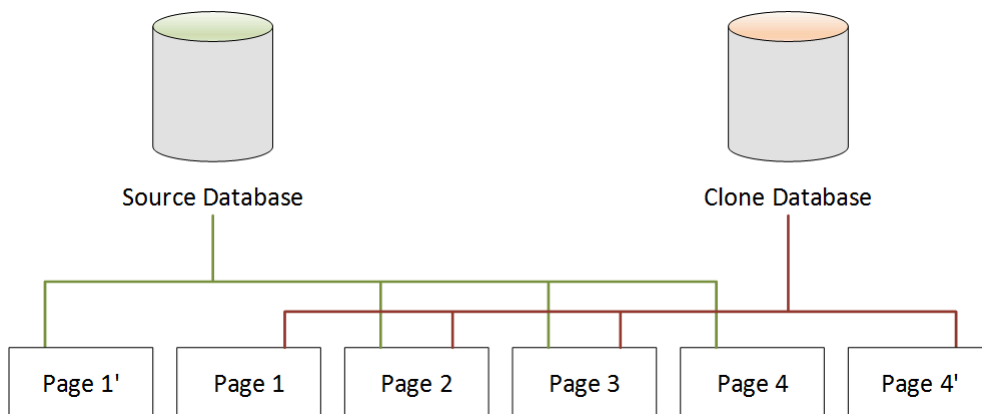 Source Database
Clone Database
Page 1'
Page 1
Page 2
Page 3
Page 4
Page 4'